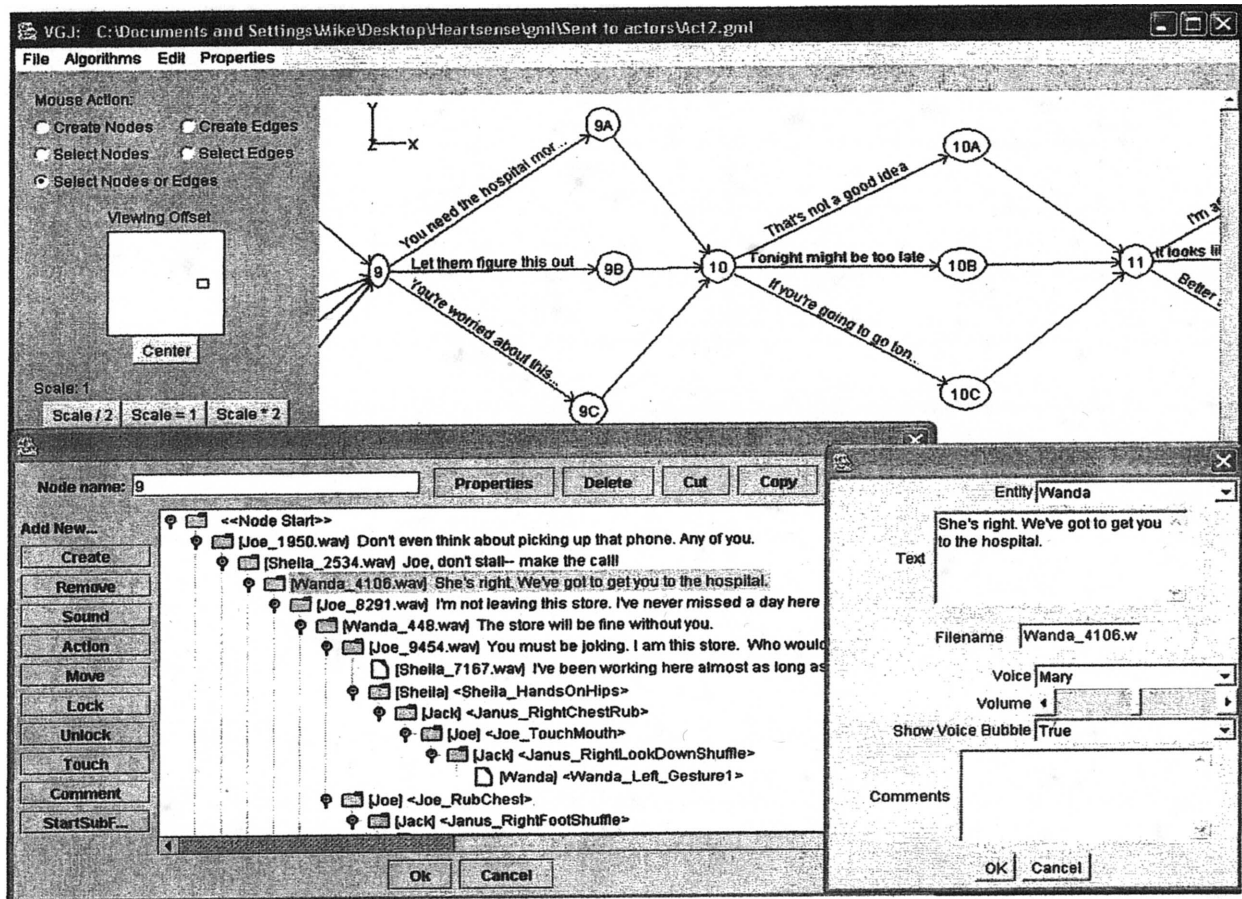 VGJ: C:\Documents and Settings\Mike\Desktop\Heartsense\gml\Sent to actors\Act2.gml
File Algorithms Edit Properties
Mouse Action:
Create Nodes Create Edges
Select Nodes Select Edges
Select Nodes or Edges
Viewing Offset
Center
Scale: 1
Scale / 2 Scale = 1 Scale * 2
Y
Z X
9A
10A
You need the hospital mor...
That's not a good idea
I'm a
9
Let them figure this out
9B
10
Tonight might be too late
10B
11
It looks li
You're worried about this...
If you're going to go ton...
Better
9C
10C
Node name: 9
Properties Delete Cut Copy
Add New...
Create
Remove
Sound
Action
Move
Lock
Unlock
Touch
Comment
StartSubF...
<<Node Start>>
[Joe_1950.wav] Don't even think about picking up that phone. Any of you.
[Sheila_2534.wav] Joe, don't stall-- make the call!
[Wanda_4106.wav] She's right. We've got to get you to the hospital.
[Joe_8291.wav] I'm not leaving this store. I've never missed a day here
[Wanda_448.wav] The store will be fine without you.
[Joe_9454.wav] You must be joking. I am this store. Who would
[Sheila_7167.wav] I've been working here almost as long as
[Sheila] <Sheila_HandsOnHips>
[Jack] <Janus_RightChestRub>
[Joe] <Joe_TouchMouth>
[Jack] <Janus_RightLookDownShuffle>
[Wanda] <Wanda_Left_Gesture1>
[Joe] <Joe_RubChest>
[Jack] <Janus_RightFootShuffle>
Ok Cancel
Entity Wanda
Text
She's right. We've got to get you
to the hospital.
Filename Wanda_4106.w
Voice Mary
Volume
Show Voice Bubble True
Comments
OK Cancel